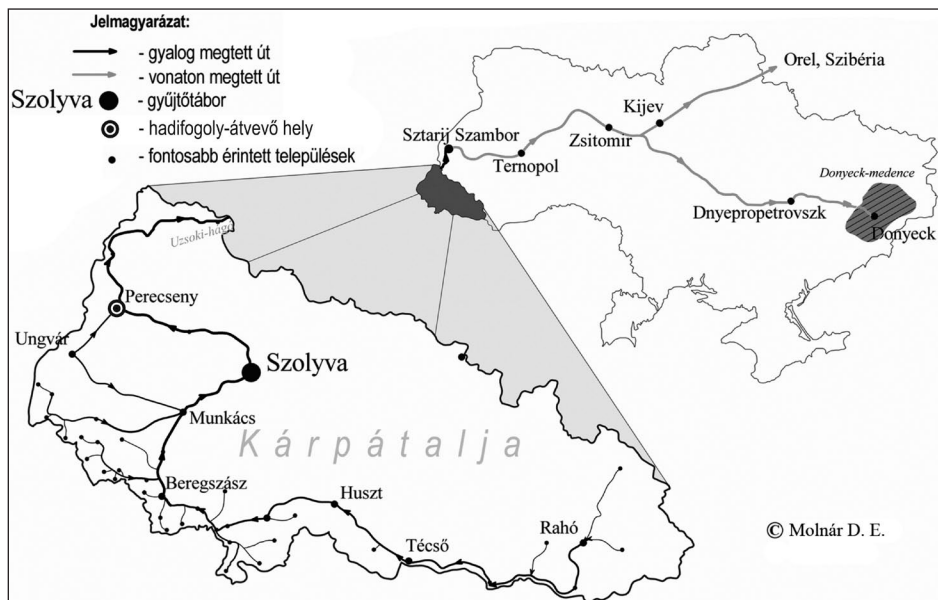 Jelmagyarázat:
- gyalog megtett út
- vonaton megtett út
Szolyva - gyűjtőtábor
- hadifogoly-átvevő hely
- fontosabb érintett települések
Orel, Szibéria
Kijev
Sztarij Szambor
Zsitomir
Ternopol
Donyeck-medence
Dnyepropetrovszk
Donyeck
Uzsoki-hágó
Perecseny
Ungvár
Szolyva
Munkács
Kárpátalja
Beregszász
Huszt
Rahó
Técső
© Molnár D. E.